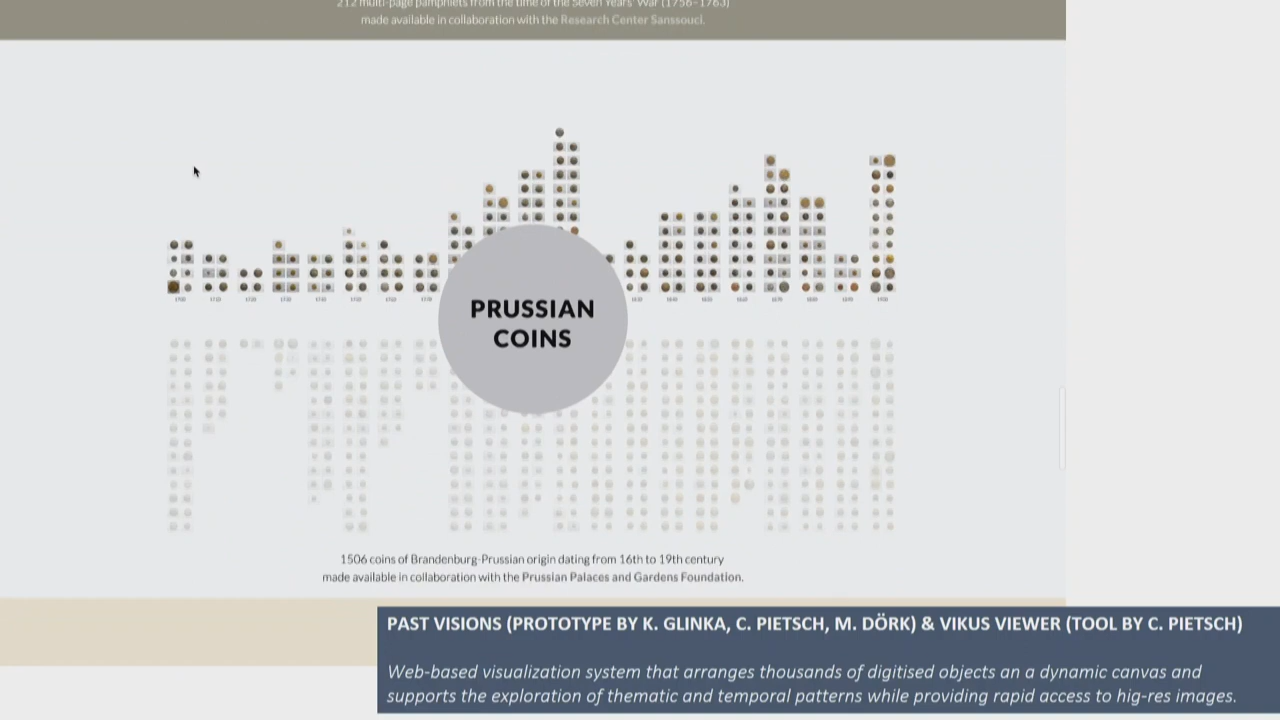 212 multi-page pamphlets from the time of the Seven Years' War (1756–1763)
made available in collaboration with the Research Center Sanssouci.
PRUSSIAN
COINS
1506 coins of Brandenburg-Prussian origin dating from 16th to 19th century
made available in collaboration with the Prussian Palaces and Gardens Foundation.
PAST VISIONS (PROTOTYPE BY K. GLINKA, C. PIETSCH, M. DÖRK) & VIKUS VIEWER (TOOL BY C. PIETSCH)
Web-based visualization system that arranges thousands of digitised objects an a dynamic canvas and
supports the exploration of thematic and temporal patterns while providing rapid access to hig-res images.